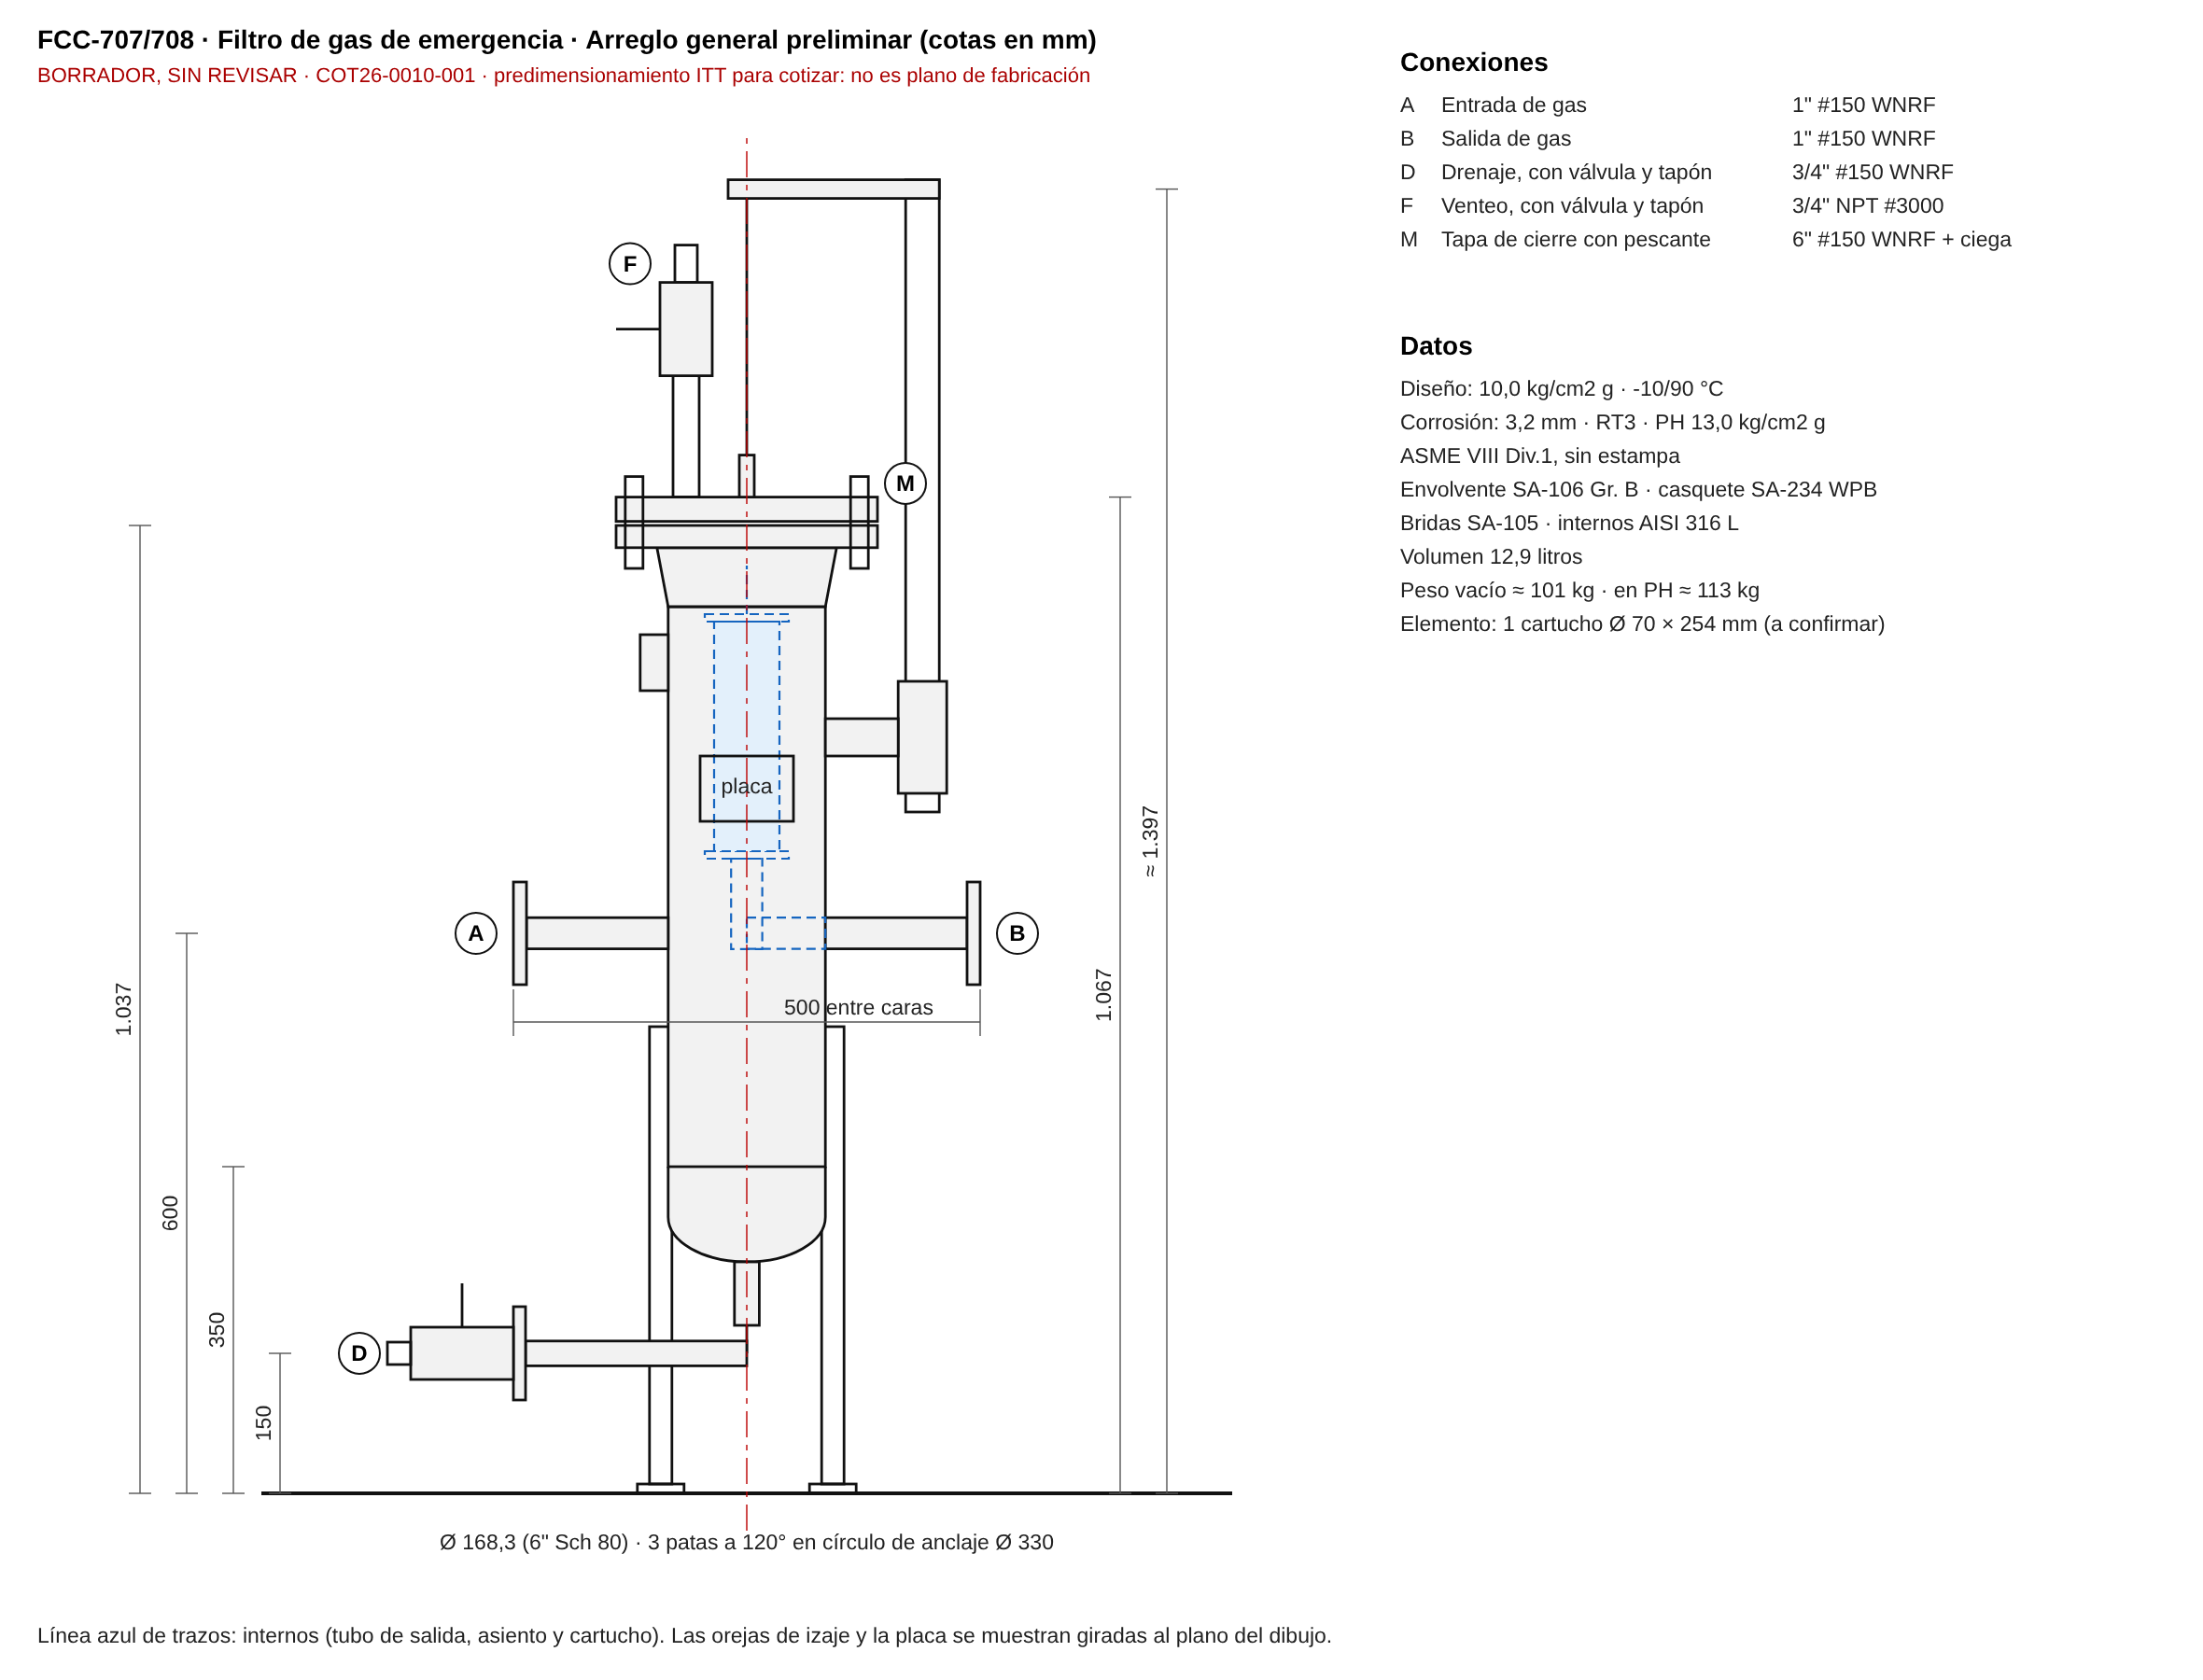 FCC-707/708 · Filtro de gas de emergencia · Arreglo general preliminar (cotas en mm)
BORRADOR, SIN REVISAR · COT26-0010-001 · predimensionamiento ITT para cotizar: no es plano de fabricación
Conexiones
A Entrada de gas 1" #150 WNRF
B Salida de gas 1" #150 WNRF
D Drenaje, con válvula y tapón 3/4" #150 WNRF
F Venteo, con válvula y tapón 3/4" NPT #3000
M Tapa de cierre con pescante 6" #150 WNRF + ciega
Datos
Diseño: 10,0 kg/cm2 g · -10/90 °C
Corrosión: 3,2 mm · RT3 · PH 13,0 kg/cm2 g
ASME VIII Div.1, sin estampa
Envolvente SA-106 Gr. B · casquete SA-234 WPB
Bridas SA-105 · internos AISI 316 L
Volumen 12,9 litros
Peso vacío ≈ 101 kg · en PH ≈ 113 kg
Elemento: 1 cartucho Ø 70 × 254 mm (a confirmar)
F
M
placa
≈ 1.397
A
B
1.037
1.067
500 entre caras
600
350
D
150
Ø 168,3 (6" Sch 80) · 3 patas a 120° en círculo de anclaje Ø 330
Línea azul de trazos: internos (tubo de salida, asiento y cartucho). Las orejas de izaje y la placa se muestran giradas al plano del dibujo.